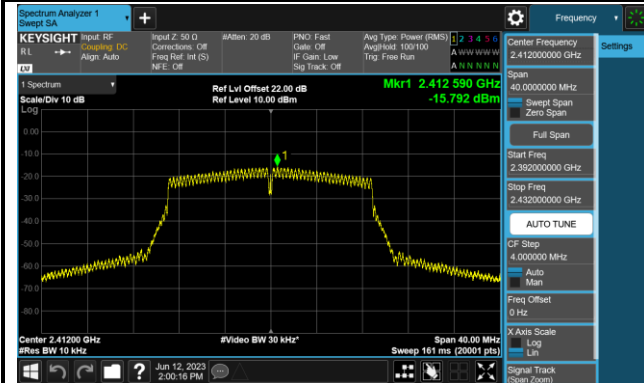 Spectrum Analyzer 1
Swept SA
Frequency
KEYSIGHT
RL
Input: RF
Coupling: DC
Align: Auto
Input Z: 50 Ω
Corrections: Off
Freq Ref: Int (S)
NFE: Off
#Atten: 20 dB
PNO: Fast
Gate: Off
IF Gain: Low
Sig Track: Off
Avg Type: Power (RMS)
Avg|Hold: 100/100
Trig: Free Run
1 2 3 4 5 6
A W W W W W
A N N N N N
LXI
1 Spectrum
Scale/Div 10 dB
Log
Ref Lvl Offset 22.00 dB
Ref Level 10.00 dBm
Mkr1 2.412 590 GHz
-15.792 dBm
1
0.00
-10.0
-20.0
-30.0
-40.0
-50.0
-60.0
-70.0
-80.0
Center 2.41200 GHz
#Res BW 10 kHz
#Video BW 30 kHz*
Span 40.00 MHz
Sweep 161 ms (20001 pts)
Jun 12, 2023
2:00:16 PM
Center Frequency
2.412000000 GHz
Settings
Span
40.0000000 MHz
Swept Span
Zero Span
Full Span
Start Freq
2.392000000 GHz
Stop Freq
2.432000000 GHz
AUTO TUNE
CF Step
4.000000 MHz
Auto
Man
Freq Offset
0 Hz
X Axis Scale
Log
Lin
Signal Track
(Span Zoom)